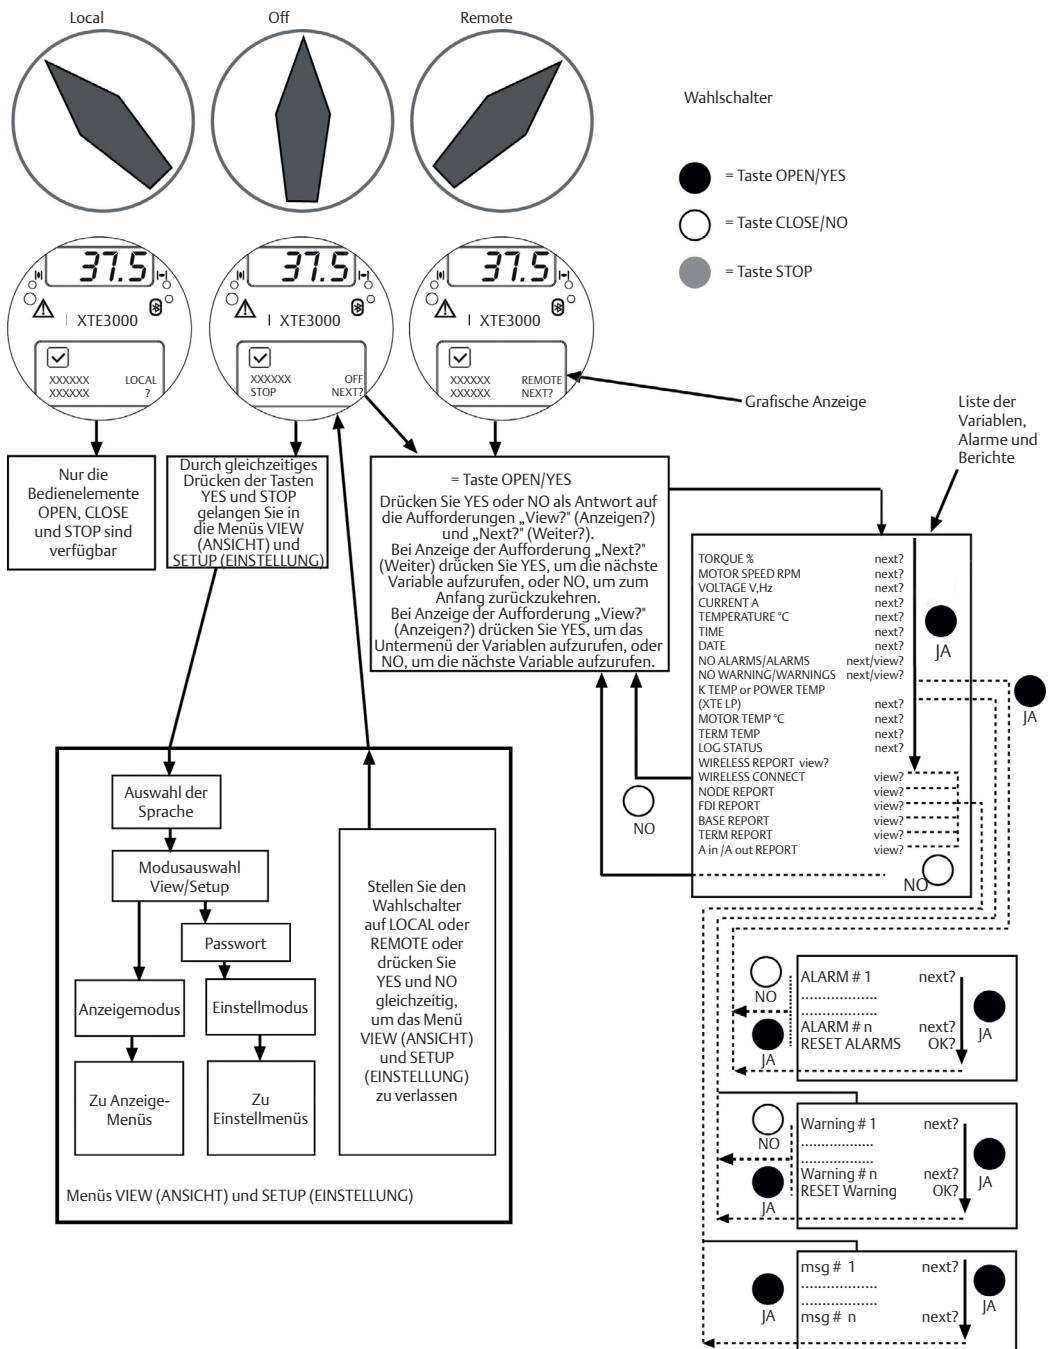 Local
Off
Remote
Wahlschalter
= Taste OPEN/YES
= Taste CLOSE/NO
= Taste STOP
37.5
XTE3000
XXXXXX LOCAL
XXXXXX ?
37.5
XTE3000
XXXXXX OFF
STOP NEXT?
37.5
XTE3000
XXXXXX REMOTE
XXXXXX NEXT?
Grafische Anzeige
Liste der
Variablen,
Alarme und
Berichte
Nur die
Bedienelemente
OPEN, CLOSE
und STOP sind
verfügbar
Durch gleichzeitiges
Drücken der Tasten
YES und STOP
gelangen Sie in
die Menüs VIEW
(ANSICHT) und
SETUP (EINSTELLUNG)
= Taste OPEN/YES
Drücken Sie YES oder NO als Antwort auf
die Aufforderungen „View?" (Anzeigen?)
und „Next?" (Weiter?).
Bei Anzeige der Aufforderung „Next?"
(Weiter) drücken Sie YES, um die nächste
Variable aufzurufen, oder NO, um zum
Anfang zurückzukehren.
Bei Anzeige der Aufforderung „View?"
(Anzeigen?) drücken Sie YES, um das
Untermenü der Variablen aufzurufen, oder
NO, um die nächste Variable aufzurufen.
TORQUE % next?
MOTOR SPEED RPM next?
VOLTAGE V,Hz next?
CURRENT A next?
TEMPERATURE °C next?
TIME next?
DATE next?
NO ALARMS/ALARMS next/view?
NO WARNING/WARNINGS next/view?
K TEMP or POWER TEMP
(XTE LP) next?
MOTOR TEMP °C next?
TERM TEMP next?
LOG STATUS next?
WIRELESS REPORT view?
WIRELESS CONNECT view?
NODE REPORT view?
FDI REPORT view?
BASE REPORT view?
TERM REPORT view?
A in /A out REPORT view?
JA
JA
NO
NO
Auswahl der
Sprache
Modusauswahl
View/Setup
Passwort
Anzeigemodus
Einstellmodus
Zu Anzeige-
Menüs
Zu
Einstellmenüs
Stellen Sie den
Wahlschalter
auf LOCAL oder
REMOTE oder
drücken Sie
YES und NO
gleichzeitig,
um das Menü
VIEW (ANSICHT)
und SETUP
(EINSTELLUNG)
zu verlassen
Menüs VIEW (ANSICHT) und SETUP (EINSTELLUNG)
NO
JA
ALARM # 1 next?
...................
...................
ALARM # n next?
RESET ALARMS OK?
JA
NO
JA
Warning # 1 next?
..................
..................
Warning # n next?
RESET Warning OK?
JA
JA
msg # 1 next?
...................
...................
msg # n next?
JA